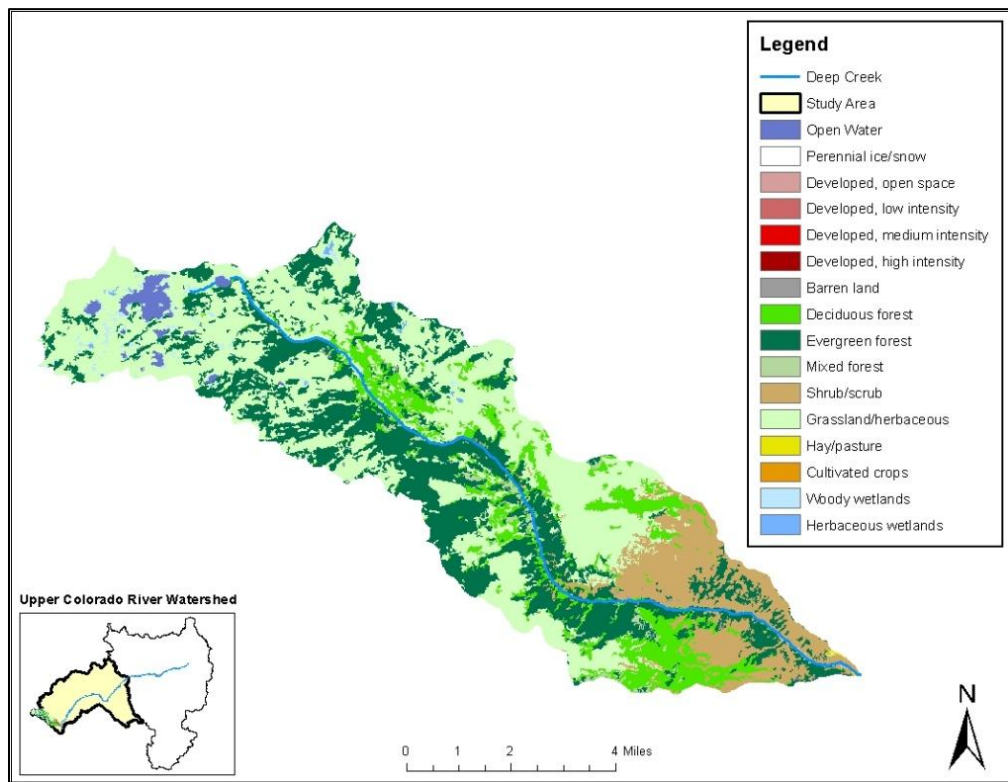 Legend
Deep Creek
Study Area
Open Water
Perennial ice/snow
Developed, open space
Developed, low intensity
Developed, medium intensity
Developed, high intensity
Barren land
Deciduous forest
Evergreen forest
Mixed forest
Shrub/scrub
Grassland/herbaceous
Hay/pasture
Cultivated crops
Woody wetlands
Herbaceous wetlands
Upper Colorado River Watershed
0 1 2 4 Miles
N